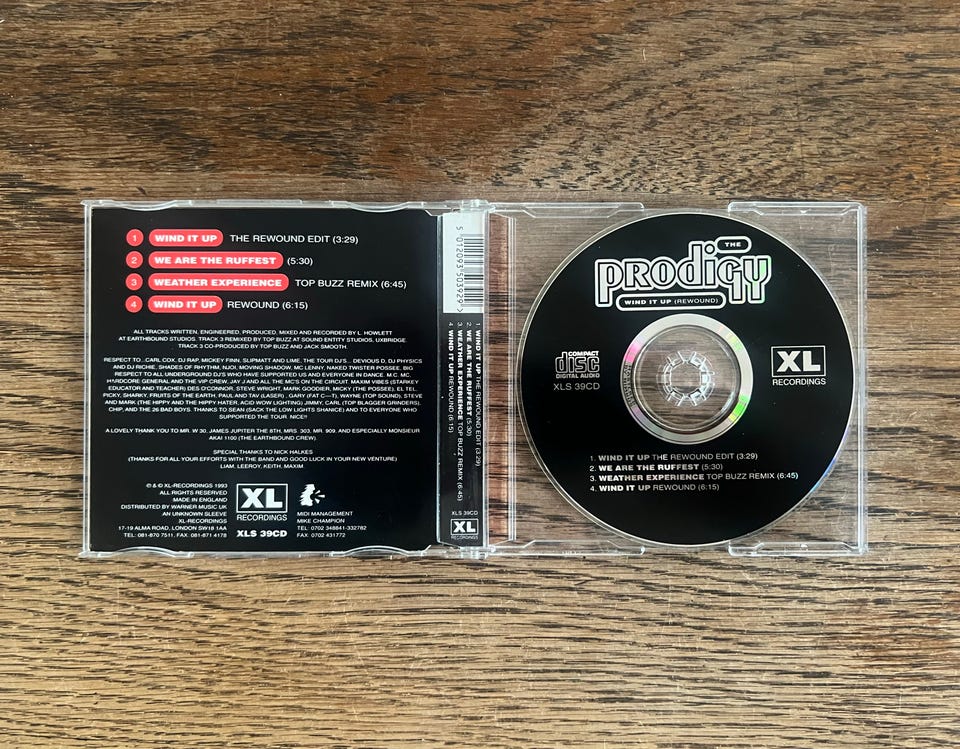 1 WIND IT UP THE REWOUND EDIT (3:29)
2 WE ARE THE RUFFEST (5:30)
3 WEATHER EXPERIENCE TOP BUZZ REMIX (6:45)
4 WIND IT UP REWOUND (6:15)
ALL TRACKS WRITTEN, ENGINEERED, PRODUCED, MIXED AND RECORDED BY L. HOWLETT
AT EARTHBOUND STUDIOS. TRACK 3 REMIXED BY TOP BUZZ AT SOUND ENTITY STUDIOS, UXBRIDGE.
TRACK 3 CO-PRODUCED BY TOP BUZZ AND JACK SMOOTH.
RESPECT TO...CARL COX, DJ RAP, MICKEY FINN, SLIPMATT AND LIME, THE TOUR DJ'S... DEVIOUS D, DJ PHYSICS
AND DJ RICHIE, SHADES OF RHYTHM, NJOI, MOVING SHADOW, MC LENNY, NAKED TWISTER POSSEE. BIG
RESPECT TO ALL UNDERGROUND DJ'S WHO HAVE SUPPORTED US AND EVERYONE IN DANCE. M.C. MC.
HARDCORE GENERAL AND THE VIP CREW, JAY J AND ALL THE MC'S ON THE CIRCUIT. MAXIM VIBES (STARKEY
EDUCATOR AND TEACHER) DES O'CONNER, STEVE WRIGHT, MARK GOODIER, MICKY (THE POSSEE), EL TEL,
PICKY, SHARKY, FRUITS OF THE EARTH, PAUL AND TAV (LASER) , GARY (FAT C—T), WAYNE (TOP SOUND), STEVE
AND MARK (THE HIPPY AND THE HIPPY HATER, ACID WOW LIGHTING) JIMMY, CARL (TOP BLAGGER GRINDERS),
CHIP, AND THE 26 BAD BOYS. THANKS TO SEAN (SACK THE LOW LIGHTS SHANICE) AND TO EVERYONE WHO
SUPPORTED THE TOUR, NICE!!
A LOVELY THANK YOU TO MR. W 30, JAMES JUPITER THE 8TH, MRS. 303, MR. 909, AND ESPECIALLY MONSIEUR
AKAI 1100 (THE EARTHBOUND CREW).
SPECIAL THANKS TO NICK HALKES
(THANKS FOR ALL YOUR EFFORTS WITH THE BAND AND GOOD LUCK IN YOUR NEW VENTURE)
LIAM, LEEROY, KEITH, MAXIM
℗ & © XL-RECORDINGS 1993
ALL RIGHTS RESERVED
MADE IN ENGLAND
DISTRIBUTED BY WARNER MUSIC UK
AN UNKNOWN SLEEVE
XL-RECORDINGS
17-19 ALMA ROAD, LONDON SW18 1AA
TEL: 081-870 7511, FAX: 081-871 4178
XL
RECORDINGS
XLS 39CD
MIDI MANAGEMENT
MIKE CHAMPION
TEL: 0702 348841-332782
FAX: 0702 431772
5 012093 503929 >
1 WIND IT UP THE REWOUND EDIT (3:29)
2 WE ARE THE RUFFEST (5:30)
3 WEATHER EXPERIENCE TOP BUZZ REMIX (6:45)
4 WIND IT UP REWOUND (6:15)
XLS 39CD
XL
RECORDINGS
THE
PRODIGY
WIND IT UP (REWOUND)
COMPACT
disc
DIGITAL AUDIO
XLS 39CD
XL
RECORDINGS
1. WIND IT UP THE REWOUND EDIT (3:29)
2. WE ARE THE RUFFEST (5:30)
3. WEATHER EXPERIENCE TOP BUZZ REMIX (6:45)
4. WIND IT UP REWOUND (6:15)